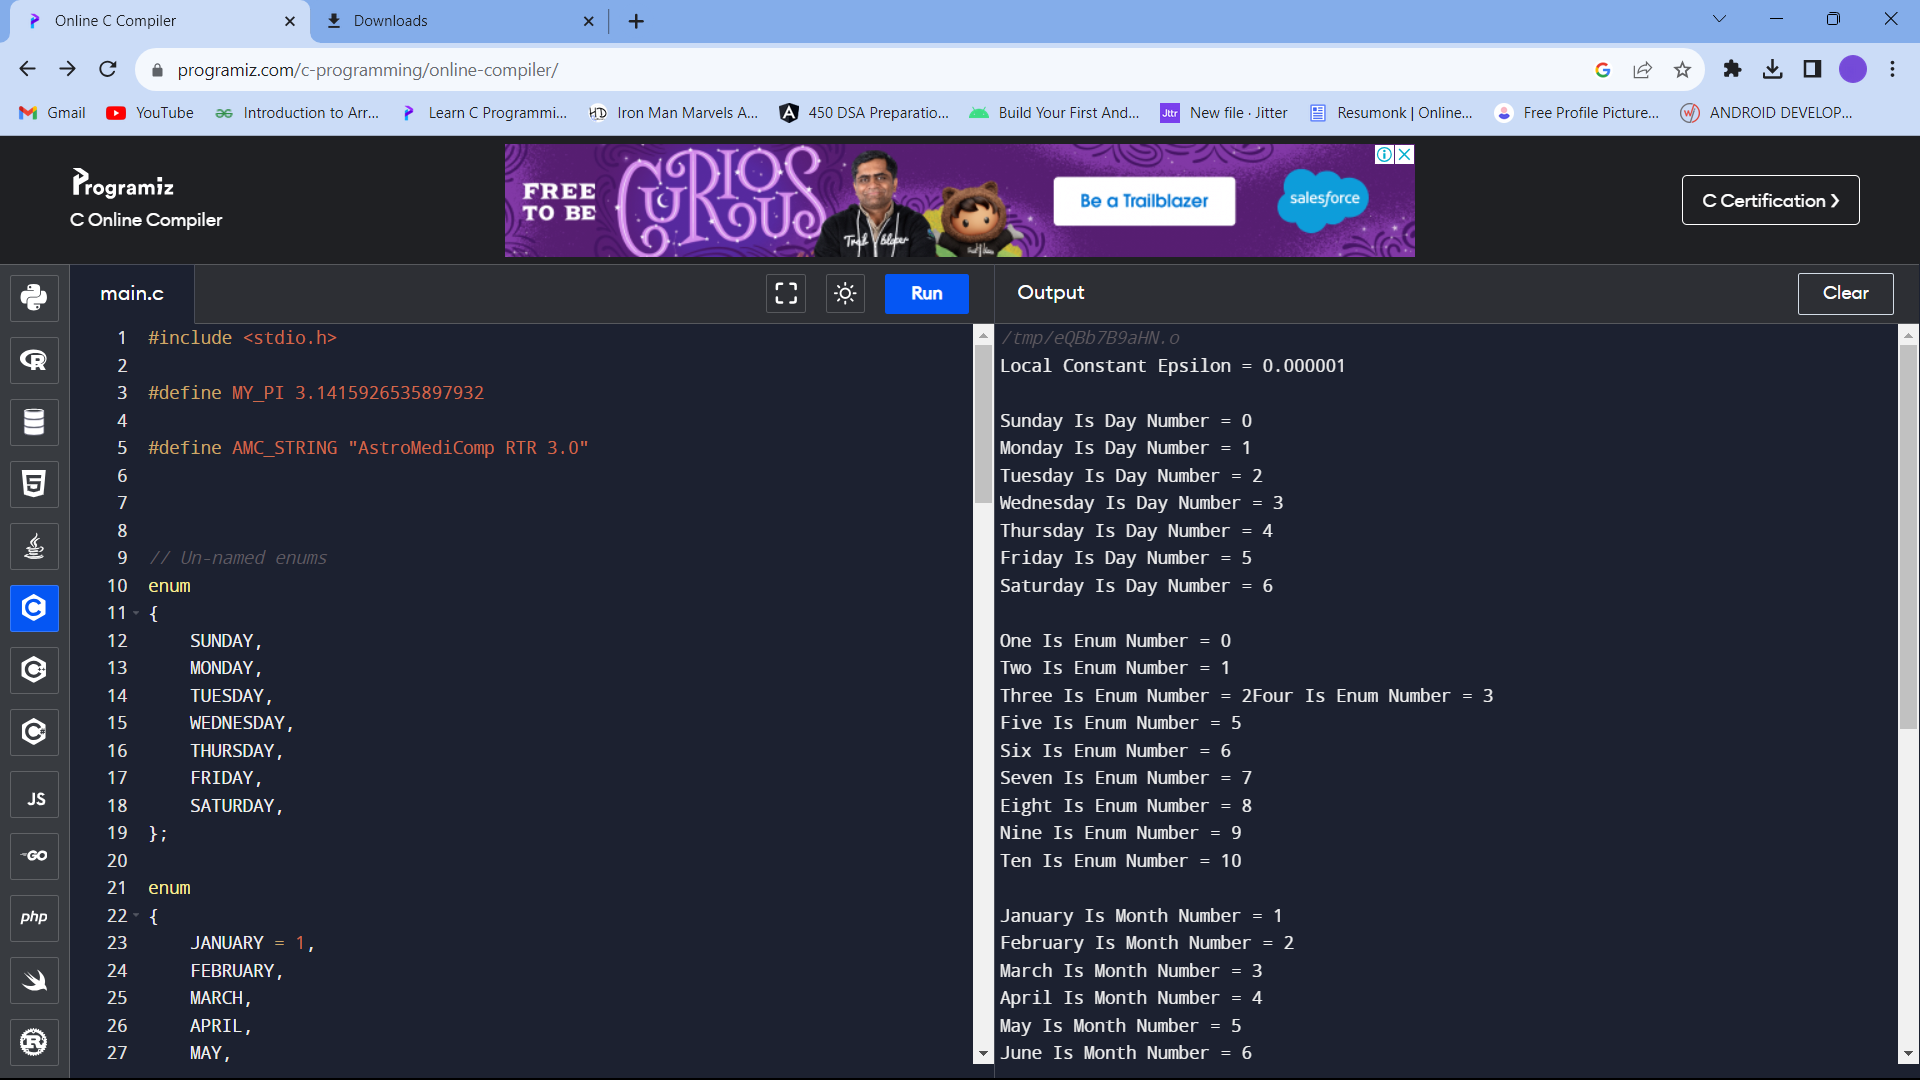 Online C Compiler
Downloads
programiz.com/c-programming/online-compiler/
Gmail
YouTube
Introduction to Arr...
Learn C Programmi...
Iron Man Marvels A...
450 DSA Preparatio...
Build Your First And...
New file · Jitter
Resumonk | Online...
Free Profile Picture...
ANDROID DEVELOP...
Programiz
C Online Compiler
FREE
TO BE
CURIOS
CURIOUS
Be a Trailblazer
salesforce
C Certification ❯
main.c
Run
Output
Clear
1 #include <stdio.h>
2
3 #define MY_PI 3.1415926535897932
4
5 #define AMC_STRING "AstroMediComp RTR 3.0"
6
7
8
9 // Un-named enums
10 enum
11 {
12 SUNDAY,
13 MONDAY,
14 TUESDAY,
15 WEDNESDAY,
16 THURSDAY,
17 FRIDAY,
18 SATURDAY,
19 };
20
21 enum
22 {
23 JANUARY = 1,
24 FEBRUARY,
25 MARCH,
26 APRIL,
27 MAY,
/tmp/eQBb7B9aHN.o
Local Constant Epsilon = 0.000001
Sunday Is Day Number = 0
Monday Is Day Number = 1
Tuesday Is Day Number = 2
Wednesday Is Day Number = 3
Thursday Is Day Number = 4
Friday Is Day Number = 5
Saturday Is Day Number = 6
One Is Enum Number = 0
Two Is Enum Number = 1
Three Is Enum Number = 2Four Is Enum Number = 3
Five Is Enum Number = 5
Six Is Enum Number = 6
Seven Is Enum Number = 7
Eight Is Enum Number = 8
Nine Is Enum Number = 9
Ten Is Enum Number = 10
January Is Month Number = 1
February Is Month Number = 2
March Is Month Number = 3
April Is Month Number = 4
May Is Month Number = 5
June Is Month Number = 6
JS
GO
php